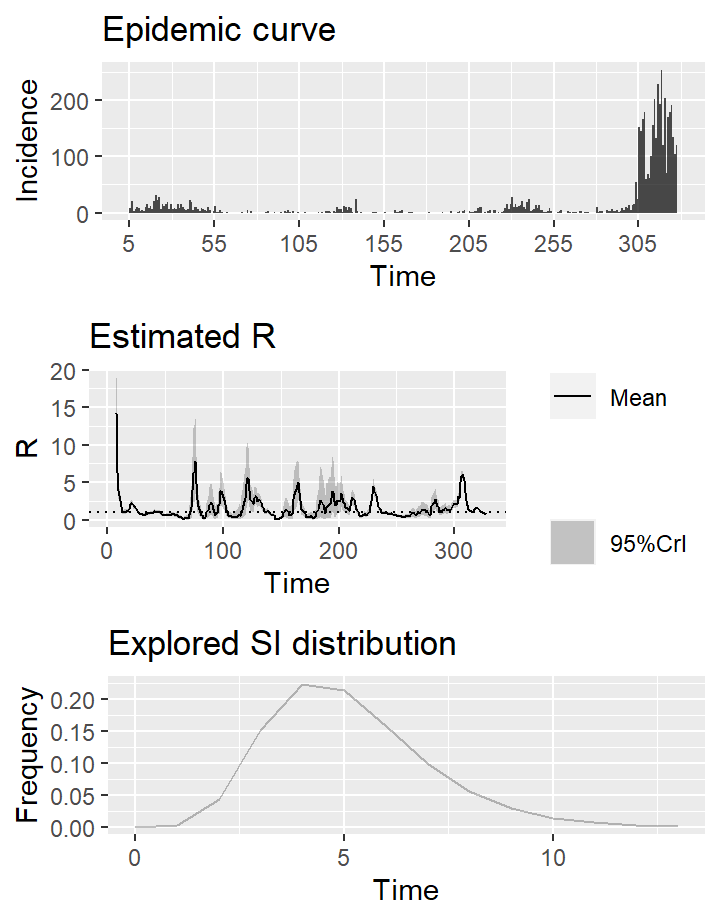 Epidemic curve
Incidence
200
100
0
5 55 105 155 205 255 305
Time
Estimated R
R
20
15
10
5
0
0 100 200 300
Time
Mean
95%CrI
Explored SI distribution
Frequency
0.20
0.15
0.10
0.05
0.00
0 5 10
Time